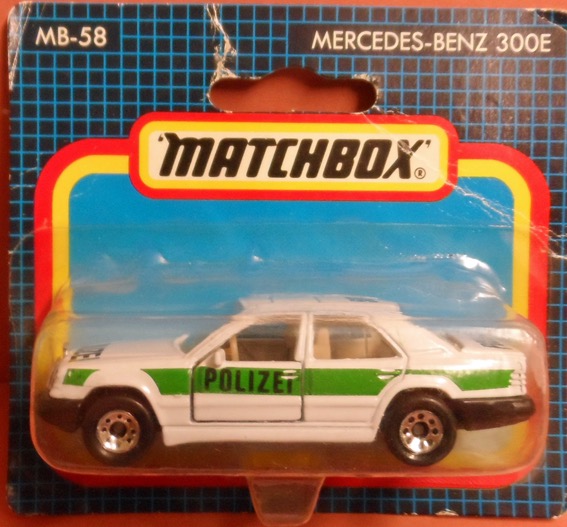 MB-58
MERCEDES-BENZ 300E
'MATCHBOX'®
POLIZEI